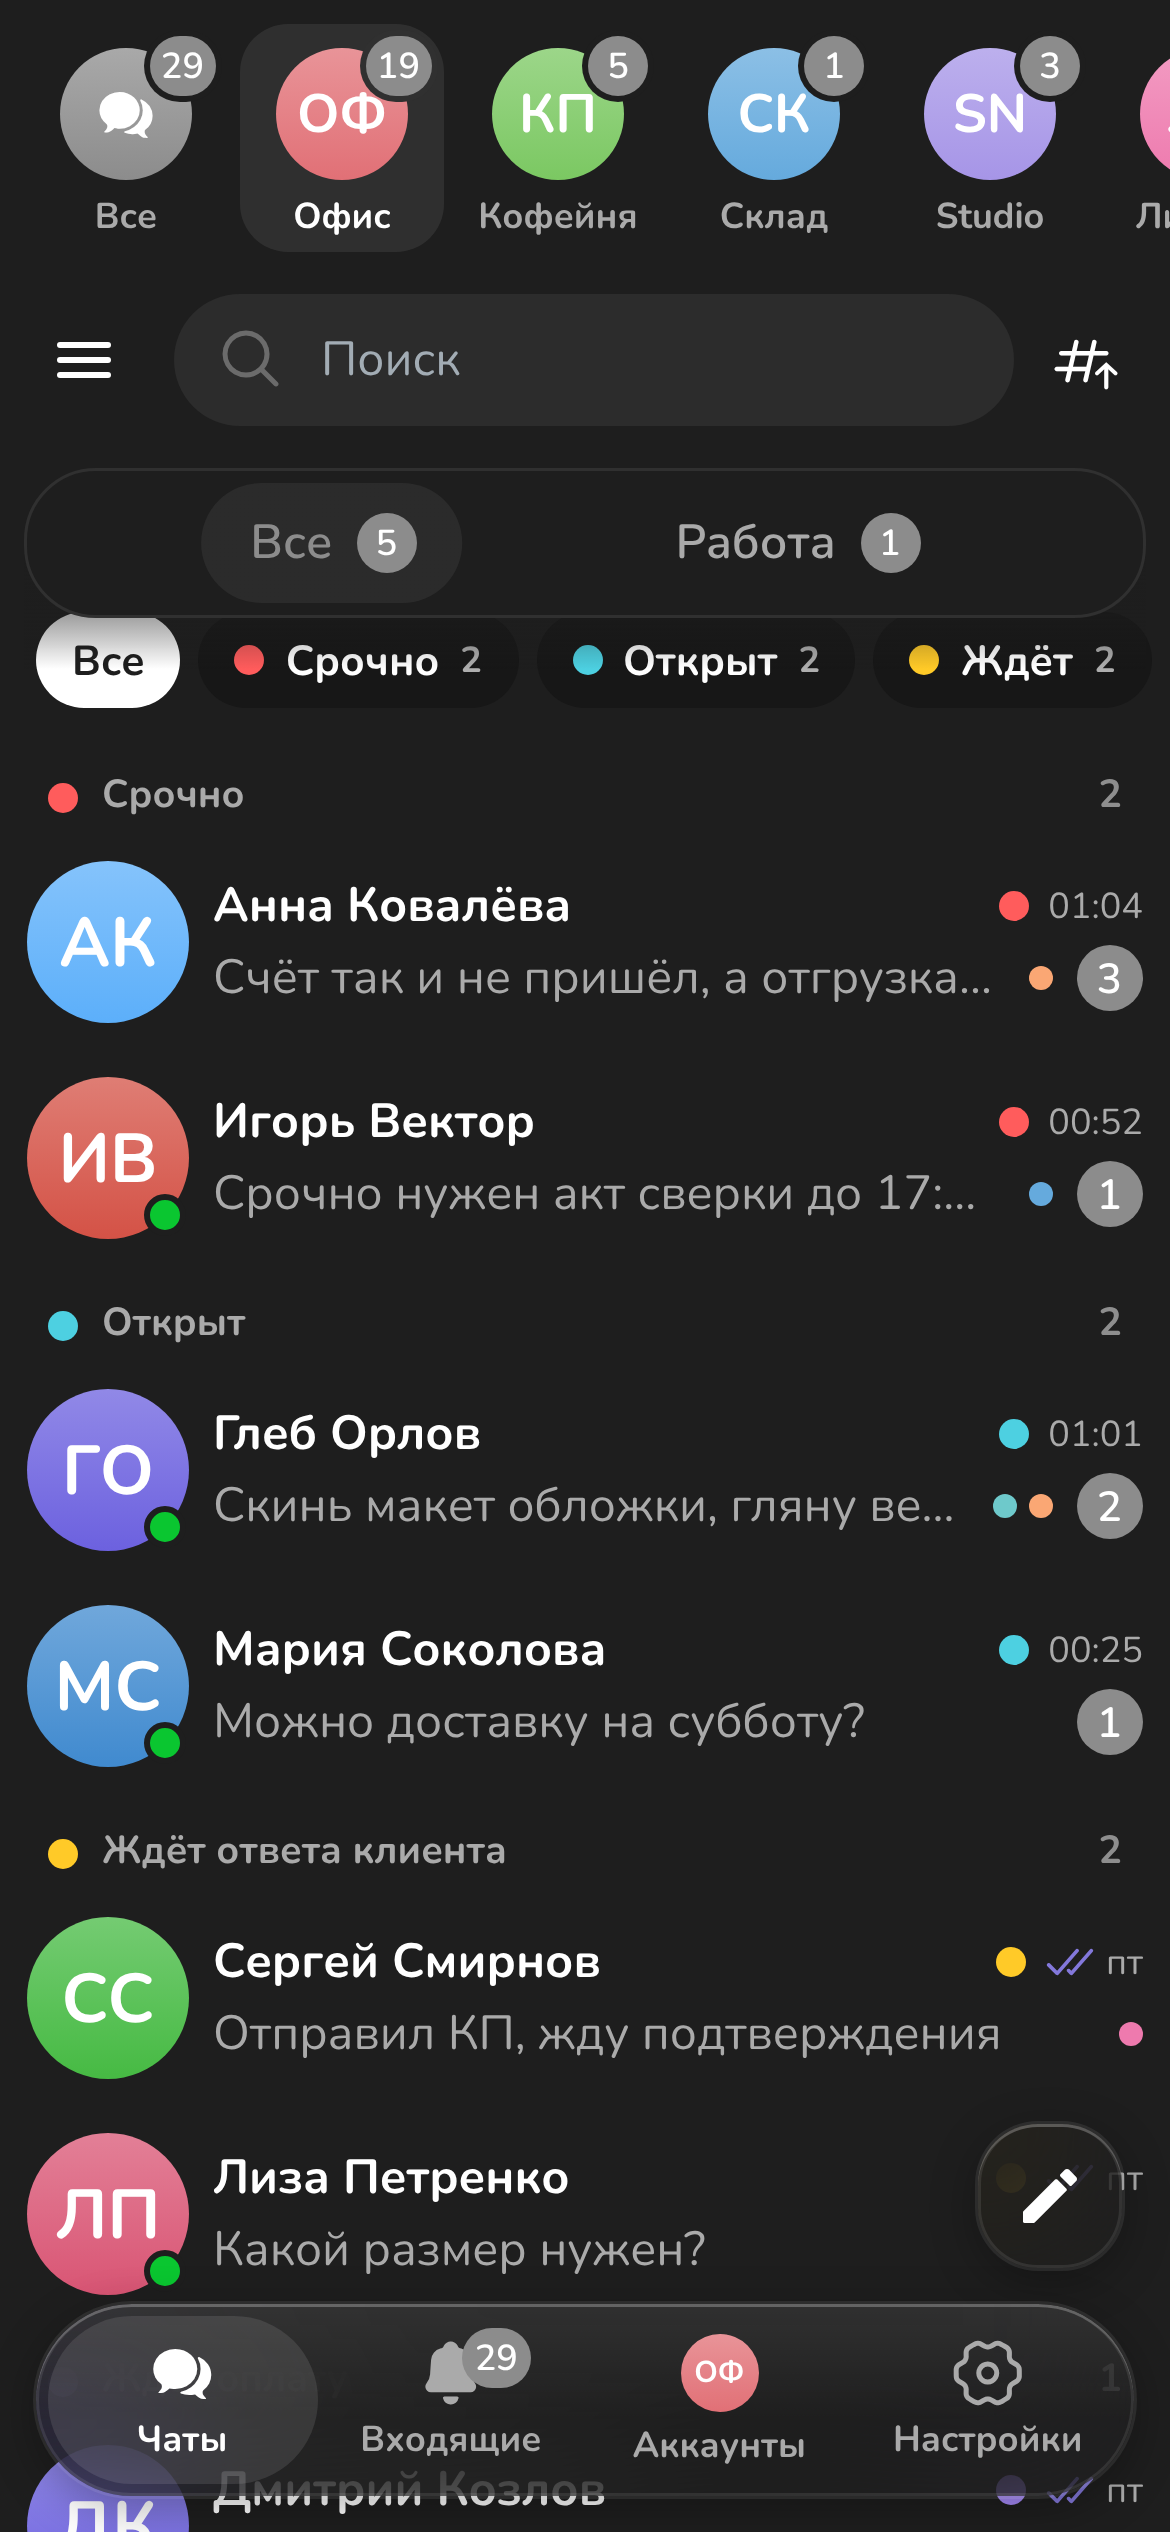 29
19
5
1
3
ОФ
КП
СК
SN
Все
Офис
Кофейня
Склад
Studio
Ли
Поиск
Все 5
Работа 1
Все
Срочно 2
Открыт 2
Ждёт 2
Срочно 2
АК
Анна Ковалёва 01:04
Счёт так и не пришёл, а отгрузка... 3
ИВ
Игорь Вектор 00:52
Срочно нужен акт сверки до 17:... 1
Открыт 2
ГО
Глеб Орлов 01:01
Скинь макет обложки, гляну ве... 2
МС
Мария Соколова 00:25
Можно доставку на субботу? 1
Ждёт ответа клиента 2
СС
Сергей Смирнов пт
Отправил КП, жду подтверждения
ЛП
Лиза Петренко пт
Какой размер нужен?
1
29
ОФ
Чаты
Входящие
Аккаунты
Настройки
ДК
Дмитрий Козлов пт